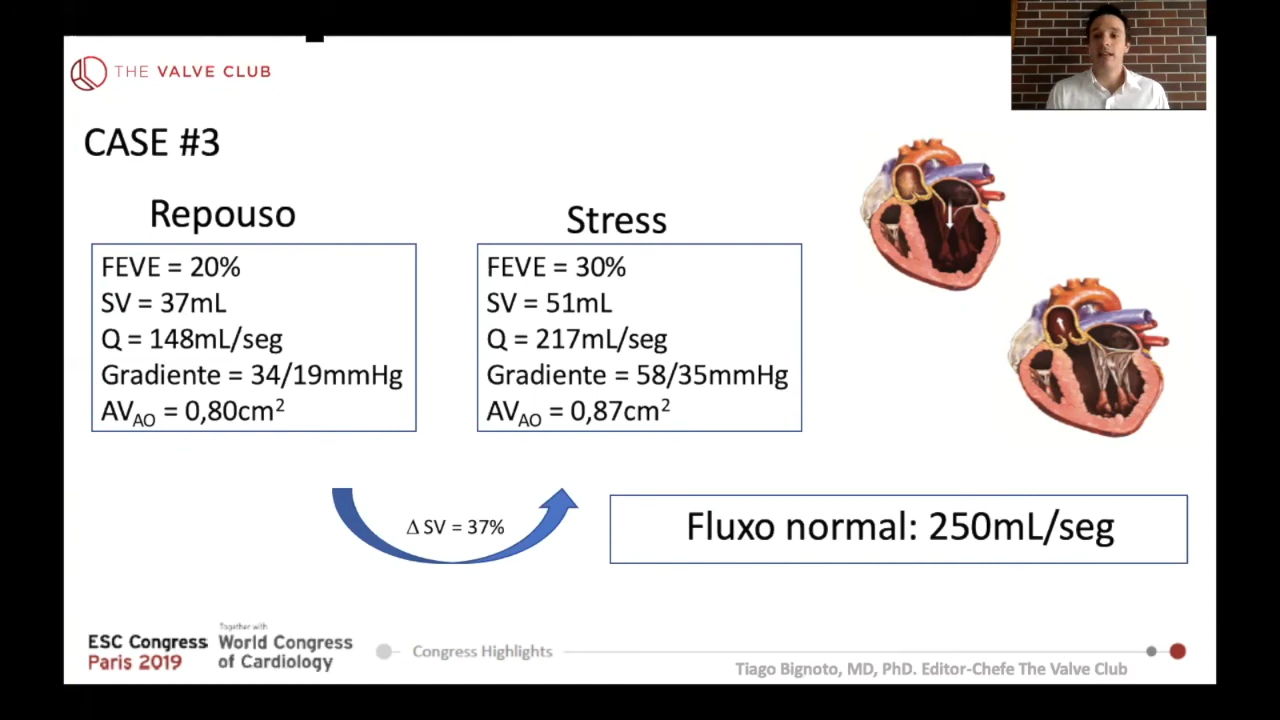 THE VALVE CLUB
CASE #3
Repouso
FEVE = 20%
SV = 37mL
Q = 148mL/seg
Gradiente = 34/19mmHg
AVAO = 0,80cm²
Stress
FEVE = 30%
SV = 51mL
Q = 217mL/seg
Gradiente = 58/35mmHg
AVAO = 0,87cm²
Δ SV = 37%
Fluxo normal: 250mL/seg
ESC Congress
Paris 2019
Together with
World Congress
of Cardiology
Congress Highlights
Tiago Bignoto, MD, PhD. Editor-Chefe The Valve Club